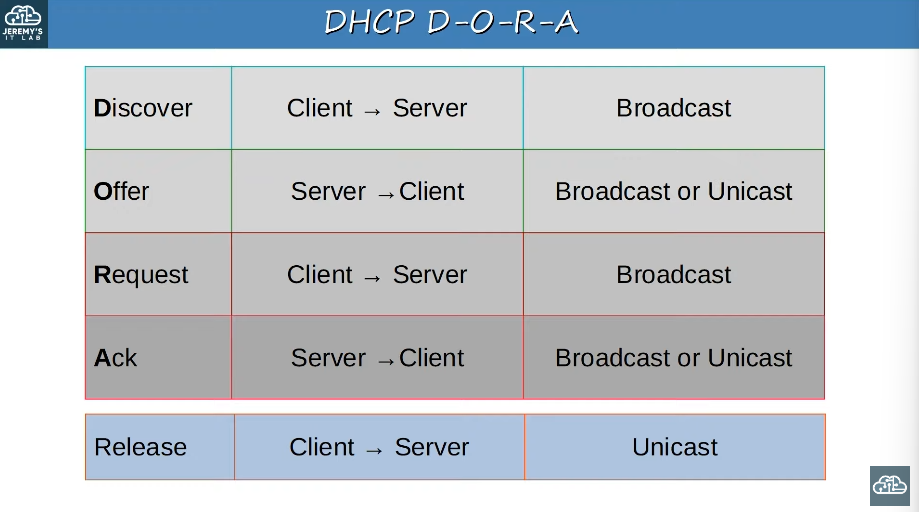 JEREMY'S
IT LAB
DHCP D-O-R-A
Discover Client → Server Broadcast
Offer Server →Client Broadcast or Unicast
Request Client → Server Broadcast
Ack Server →Client Broadcast or Unicast
Release Client → Server Unicast